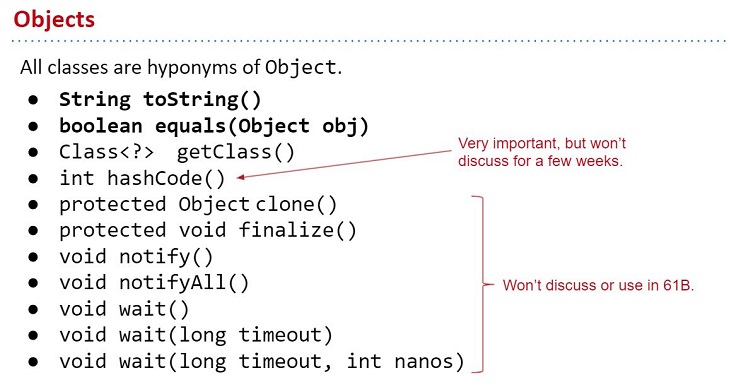 Objects
All classes are hyponyms of Object.
● String toString()
● boolean equals(Object obj)
● Class<?> getClass()
● int hashCode()
● protected Object clone()
● protected void finalize()
● void notify()
● void notifyAll()
● void wait()
● void wait(long timeout)
● void wait(long timeout, int nanos)
Very important, but won't
discuss for a few weeks.
Won't discuss or use in 61B.